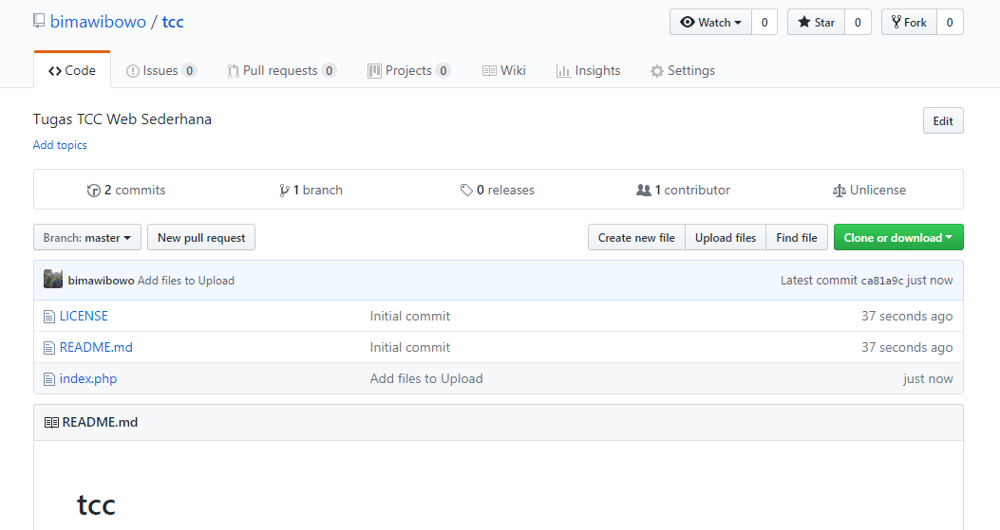 bimawibowo / tcc
Watch 0 Star 0 Fork 0
Code Issues 0 Pull requests 0 Projects 0 Wiki Insights Settings
Tugas TCC Web Sederhana
Edit
Add topics
2 commits 1 branch 0 releases 1 contributor Unlicense
Branch: master New pull request Create new file Upload files Find file Clone or download
bimawibowo Add files to Upload Latest commit ca81a9c just now
LICENSE Initial commit 37 seconds ago
README.md Initial commit 37 seconds ago
index.php Add files to Upload just now
README.md
tcc